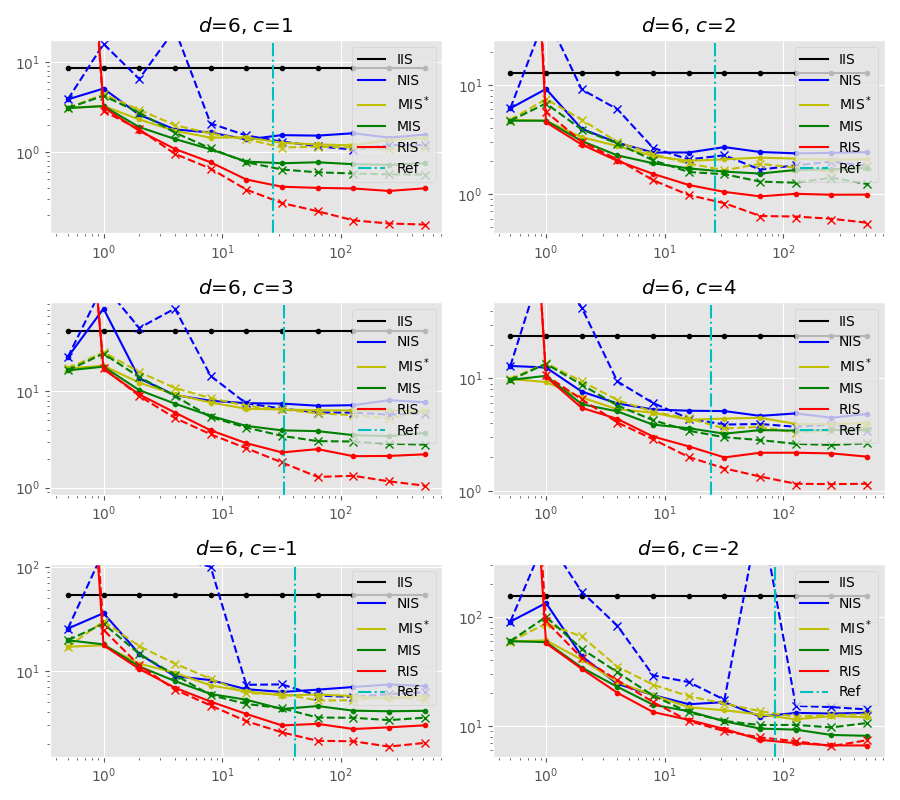 d=6, c=1
10¹
10⁰
10⁰
10¹
10²
IIS
NIS
MIS*
MIS
RIS
Ref
d=6, c=2
10¹
10⁰
10⁰
10¹
10²
IIS
NIS
MIS*
MIS
RIS
Ref
d=6, c=3
10¹
10⁰
10⁰
10¹
10²
IIS
NIS
MIS*
MIS
RIS
Ref
d=6, c=4
10¹
10⁰
10⁰
10¹
10²
IIS
NIS
MIS*
MIS
RIS
Ref
d=6, c=-1
10²
10¹
10⁰
10¹
10²
IIS
NIS
MIS*
MIS
RIS
Ref
d=6, c=-2
10²
10¹
10⁰
10¹
10²
IIS
NIS
MIS*
MIS
RIS
Ref